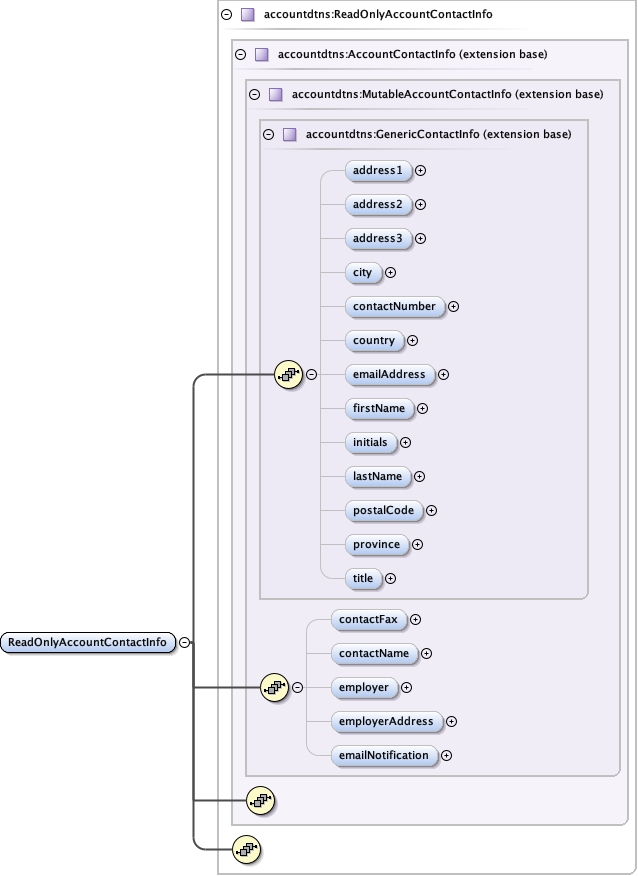 accountdtns:ReadOnlyAccountContactInfo
accountdtns:AccountContactInfo (extension base)
accountdtns:MutableAccountContactInfo (extension base)
accountdtns:GenericContactInfo (extension base)
address1
address2
address3
city
contactNumber
country
emailAddress
firstName
initials
lastName
postalCode
province
title
contactFax
ReadOnlyAccountContactInfo
contactName
employer
employerAddress
emailNotification